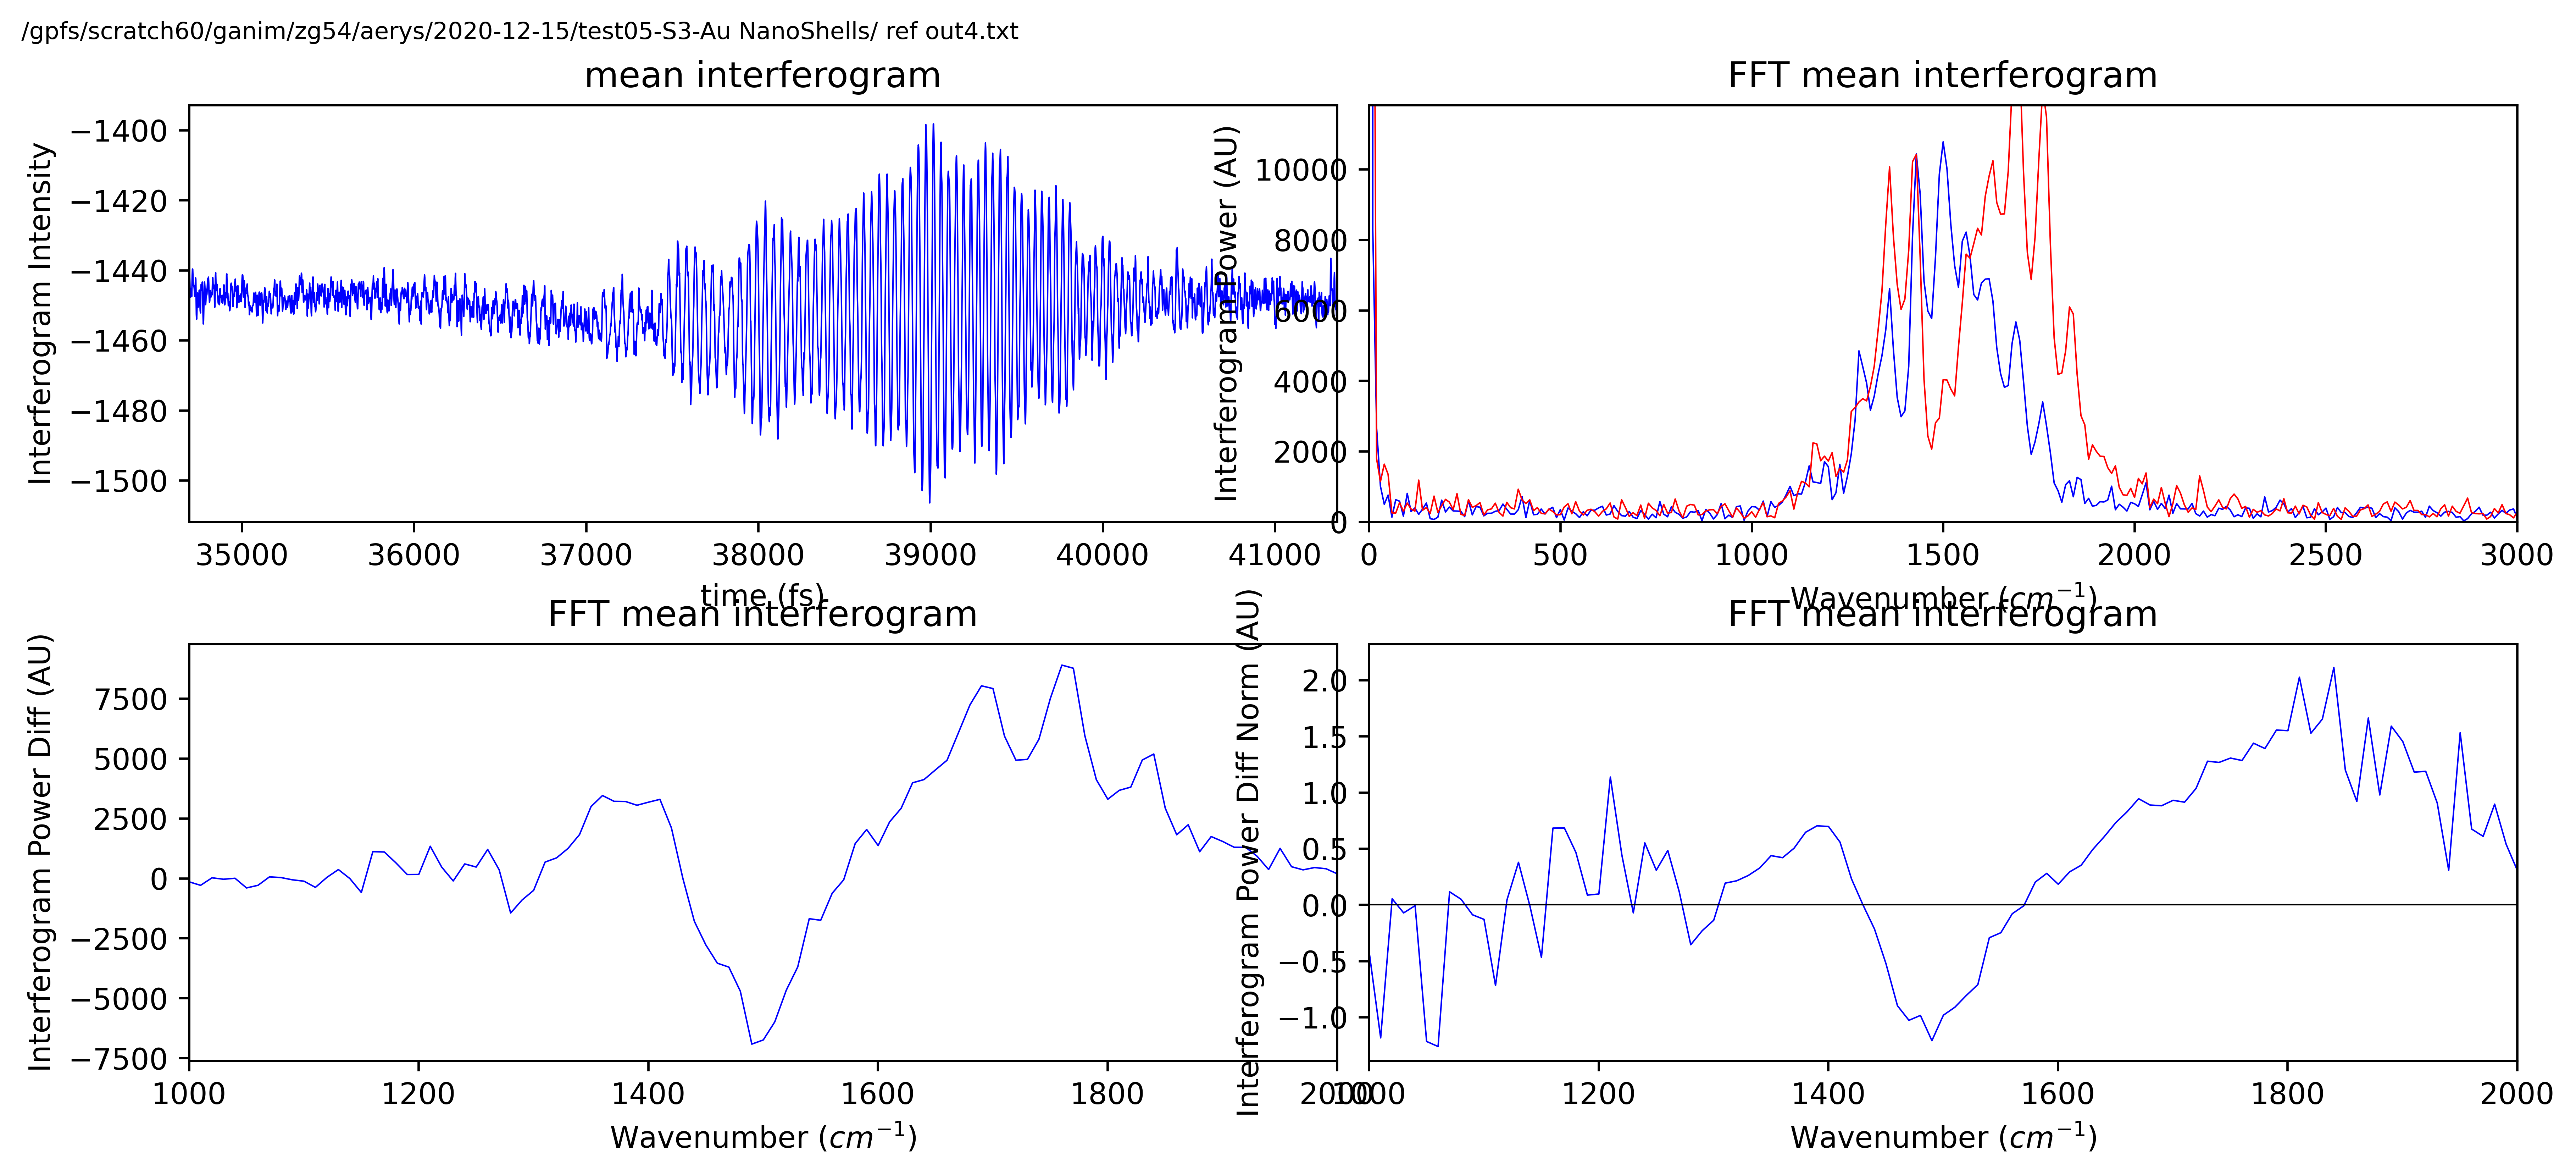 /gpfs/scratch60/ganim/zg54/aerys/2020-12-15/test05-S3-Au NanoShells/ ref out4.txt
mean interferogram
Interferogram Intensity
−1400
−1420
−1440
−1460
−1480
−1500
35000 36000 37000 38000 39000 40000 41000
time (fs)
FFT mean interferogram
Interferogram Power (AU)
10000
8000
6000
4000
2000
0
0 500 1000 1500 2000 2500 3000
Wavenumber (cm⁻¹)
FFT mean interferogram
Interferogram Power Diff (AU)
7500
5000
2500
0
−2500
−5000
−7500
1000 1200 1400 1600 1800 2000
Wavenumber (cm⁻¹)
FFT mean interferogram
Interferogram Power Diff Norm (AU)
2.0
1.5
1.0
0.5
0.0
−0.5
−1.0
1000 1200 1400 1600 1800 2000
Wavenumber (cm⁻¹)